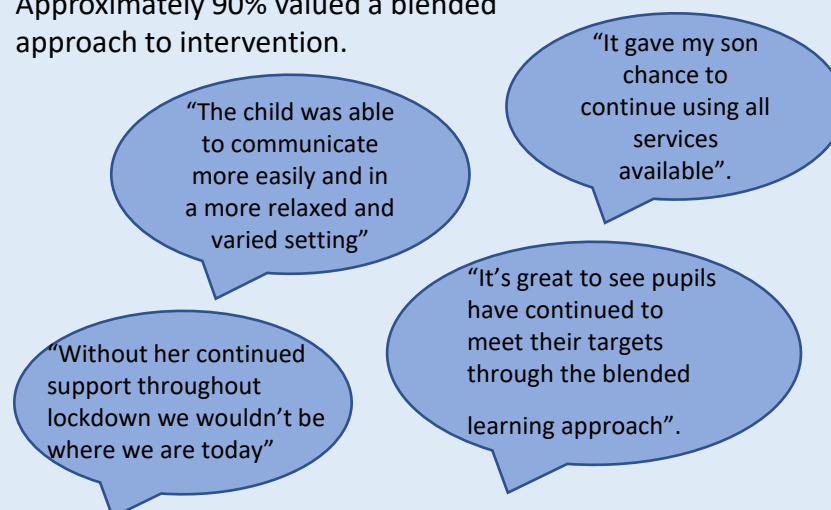 Approximately 90% valued a blended
approach to intervention.
“It gave my son
chance to
continue using all
services
available”.
“The child was able
to communicate
more easily and in
a more relaxed and
varied setting”
“It’s great to see pupils
have continued to
meet their targets
through the blended
learning approach”.
“Without her continued
support throughout
lockdown we wouldn’t be
where we are today”